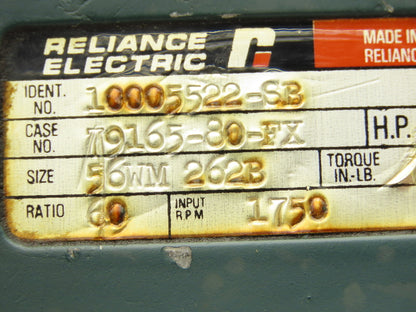 RELIANCE
ELECTRIC
MADE IN
RELIANC
IDENT. NO. 10005522-SB
CASE NO. 79165-80-FX H.P.
SIZE 56WM 262B TORQUE IN.-LB.
RATIO 60 INPUT RPM 1750